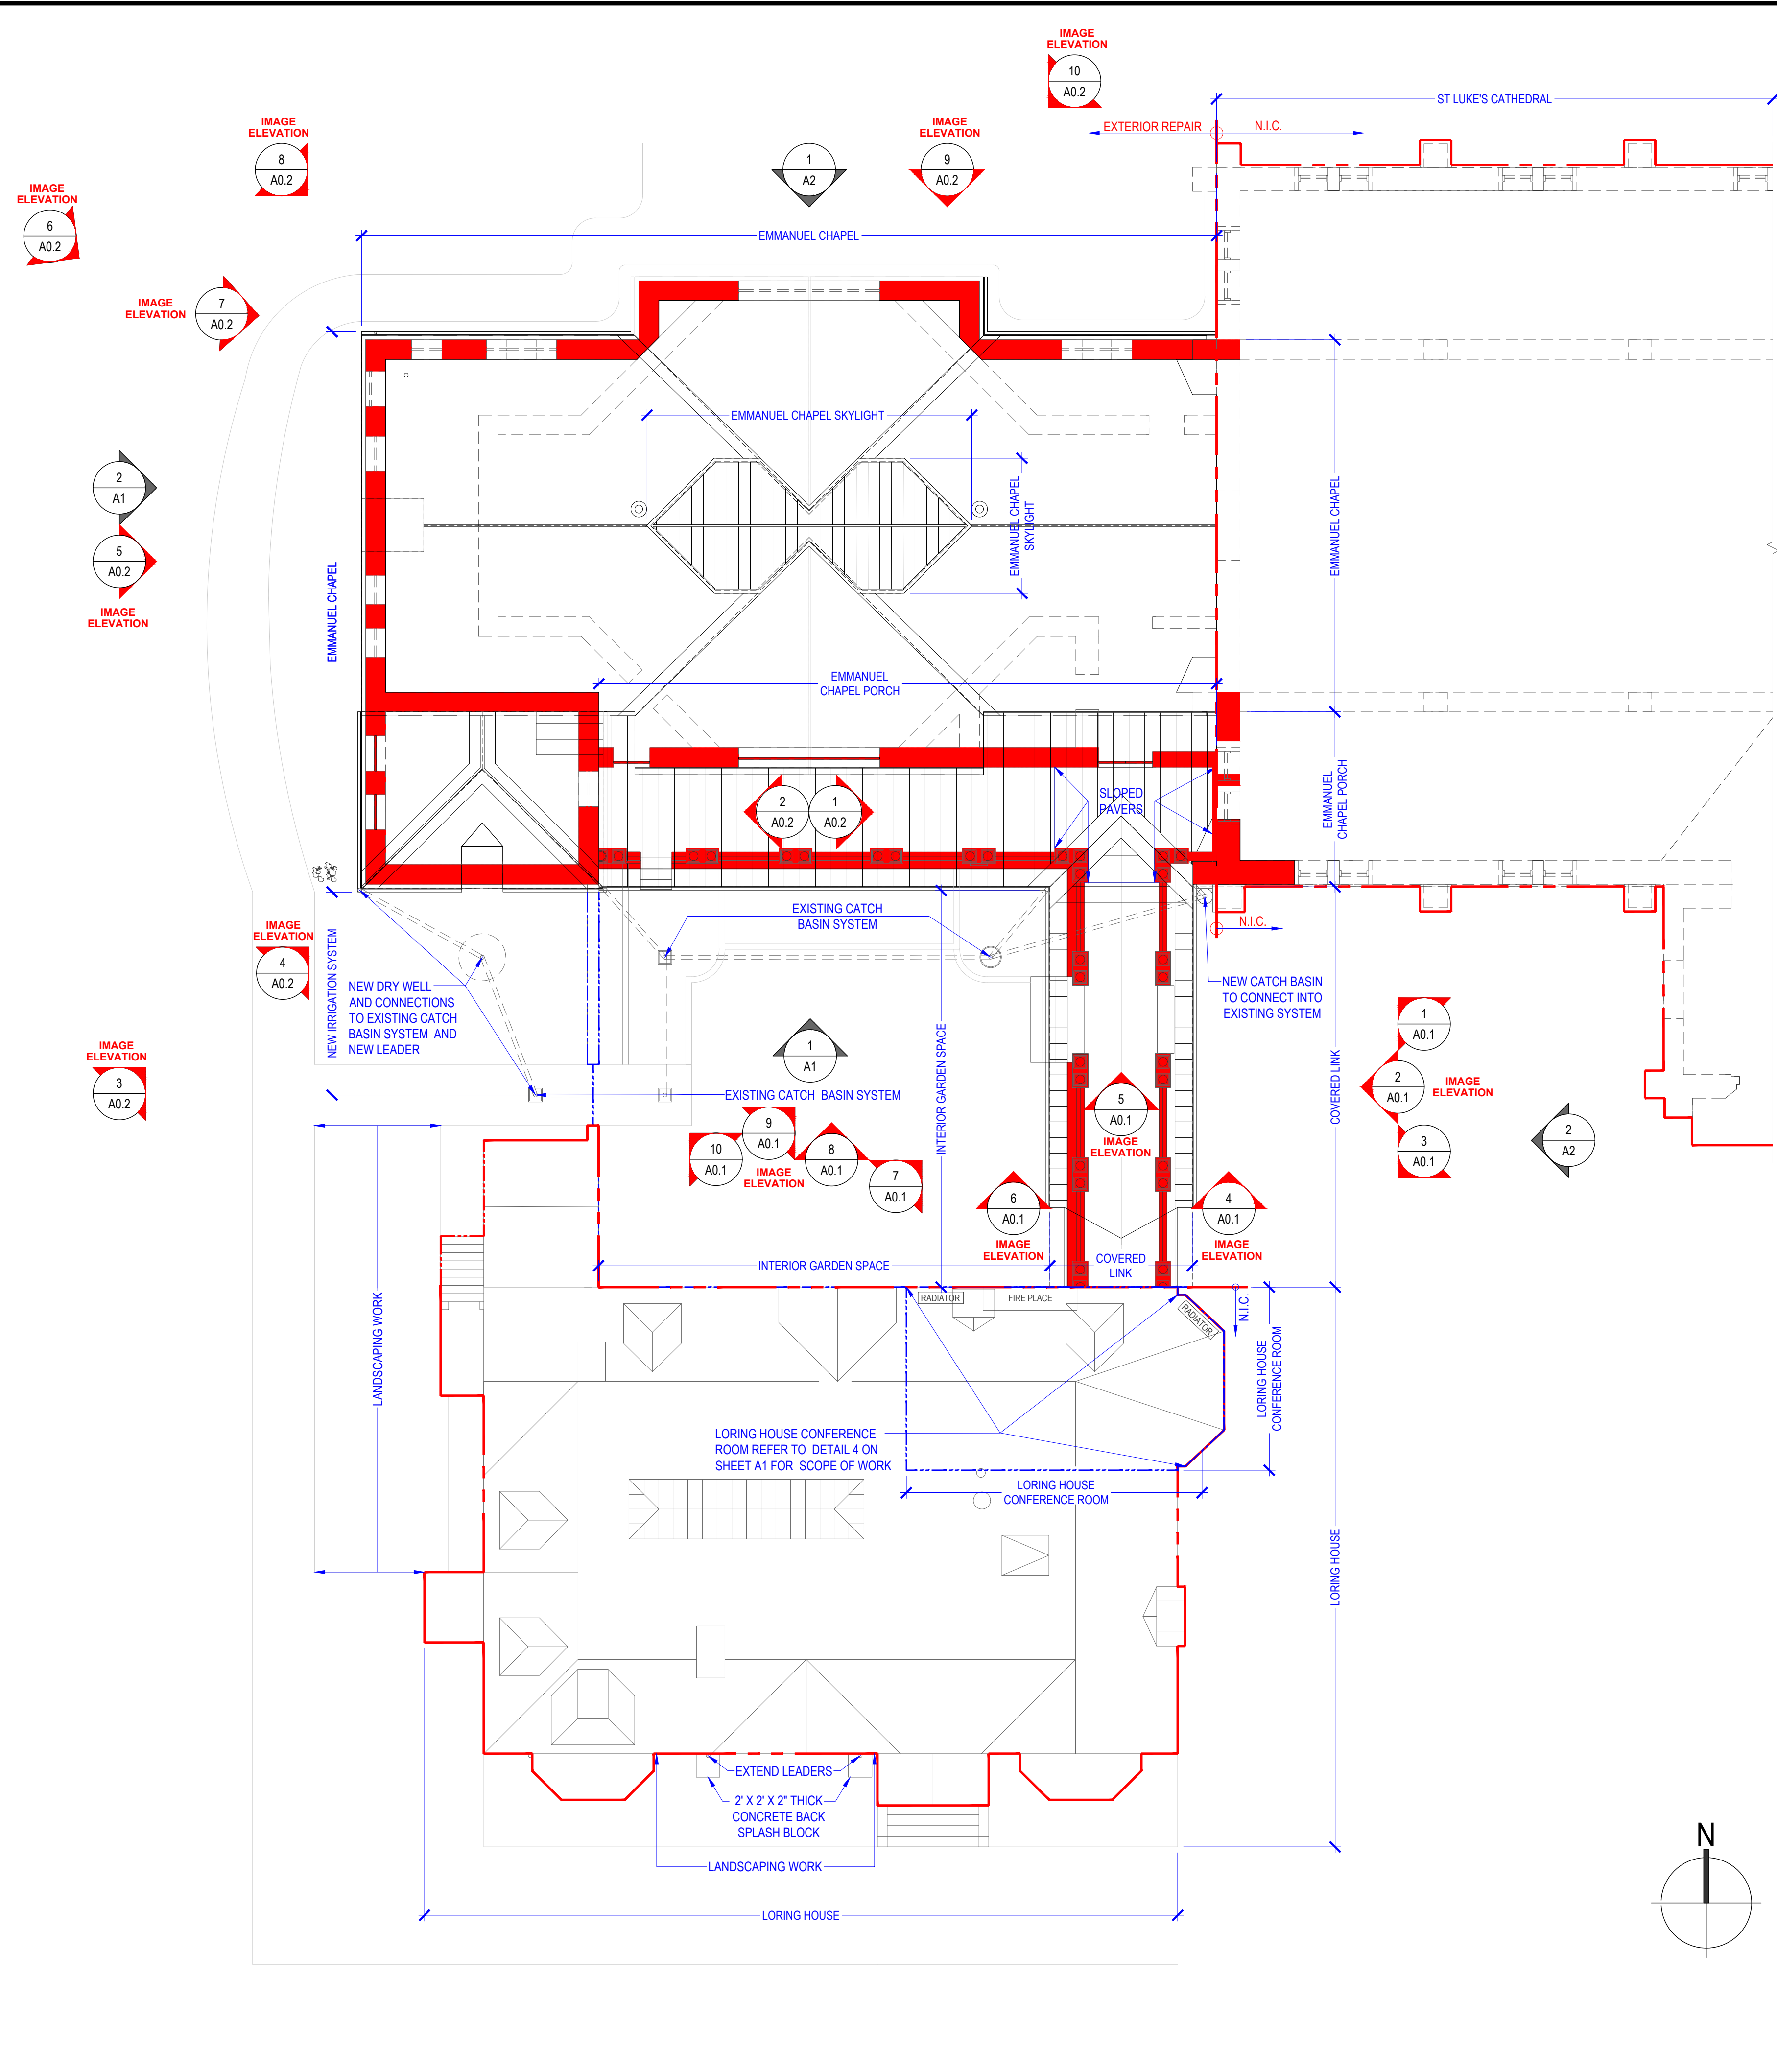 IMAGE
ELEVATION
10
A0.2
ST LUKE'S CATHEDRAL
EXTERIOR REPAIR
N.I.C.
IMAGE
ELEVATION
8
A0.2
1
A2
IMAGE
ELEVATION
9
A0.2
IMAGE
ELEVATION
6
A0.2
EMMANUEL CHAPEL
IMAGE
ELEVATION
7
A0.2
EMMANUEL CHAPEL SKYLIGHT
EMMANUEL CHAPEL
SKYLIGHT
EMMANUEL CHAPEL
2
A1
5
A0.2
IMAGE
ELEVATION
EMMANUEL CHAPEL
EMMANUEL
CHAPEL PORCH
SLOPED
PAVERS
EMMANUEL
CHAPEL PORCH
2
A0.2
1
A0.2
EXISTING CATCH
BASIN SYSTEM
N.I.C.
IMAGE
ELEVATION
4
A0.2
NEW IRRIGATION SYSTEM
NEW DRY WELL
AND CONNECTIONS
TO EXISTING CATCH
BASIN SYSTEM AND
NEW LEADER
NEW CATCH BASIN
TO CONNECT INTO
EXISTING SYSTEM
1
A0.1
2
A0.1
IMAGE
ELEVATION
3
A0.1
2
A2
IMAGE
ELEVATION
3
A0.2
1
A1
INTERIOR GARDEN SPACE
COVERED LINK
EXISTING CATCH BASIN SYSTEM
5
A0.1
IMAGE
ELEVATION
10
A0.1
9
A0.1
IMAGE
ELEVATION
8
A0.1
7
A0.1
6
A0.1
IMAGE
ELEVATION
4
A0.1
IMAGE
ELEVATION
INTERIOR GARDEN SPACE
COVERED
LINK
RADIATOR
FIRE PLACE
RADIATOR
N.I.C.
LANDSCAPING WORK
LORING HOUSE
CONFERENCE ROOM
LORING HOUSE CONFERENCE
ROOM REFER TO DETAIL 4 ON
SHEET A1 FOR SCOPE OF WORK
LORING HOUSE
CONFERENCE ROOM
LORING HOUSE
EXTEND LEADERS
2' X 2' X 2" THICK
CONCRETE BACK
SPLASH BLOCK
LANDSCAPING WORK
LORING HOUSE
N